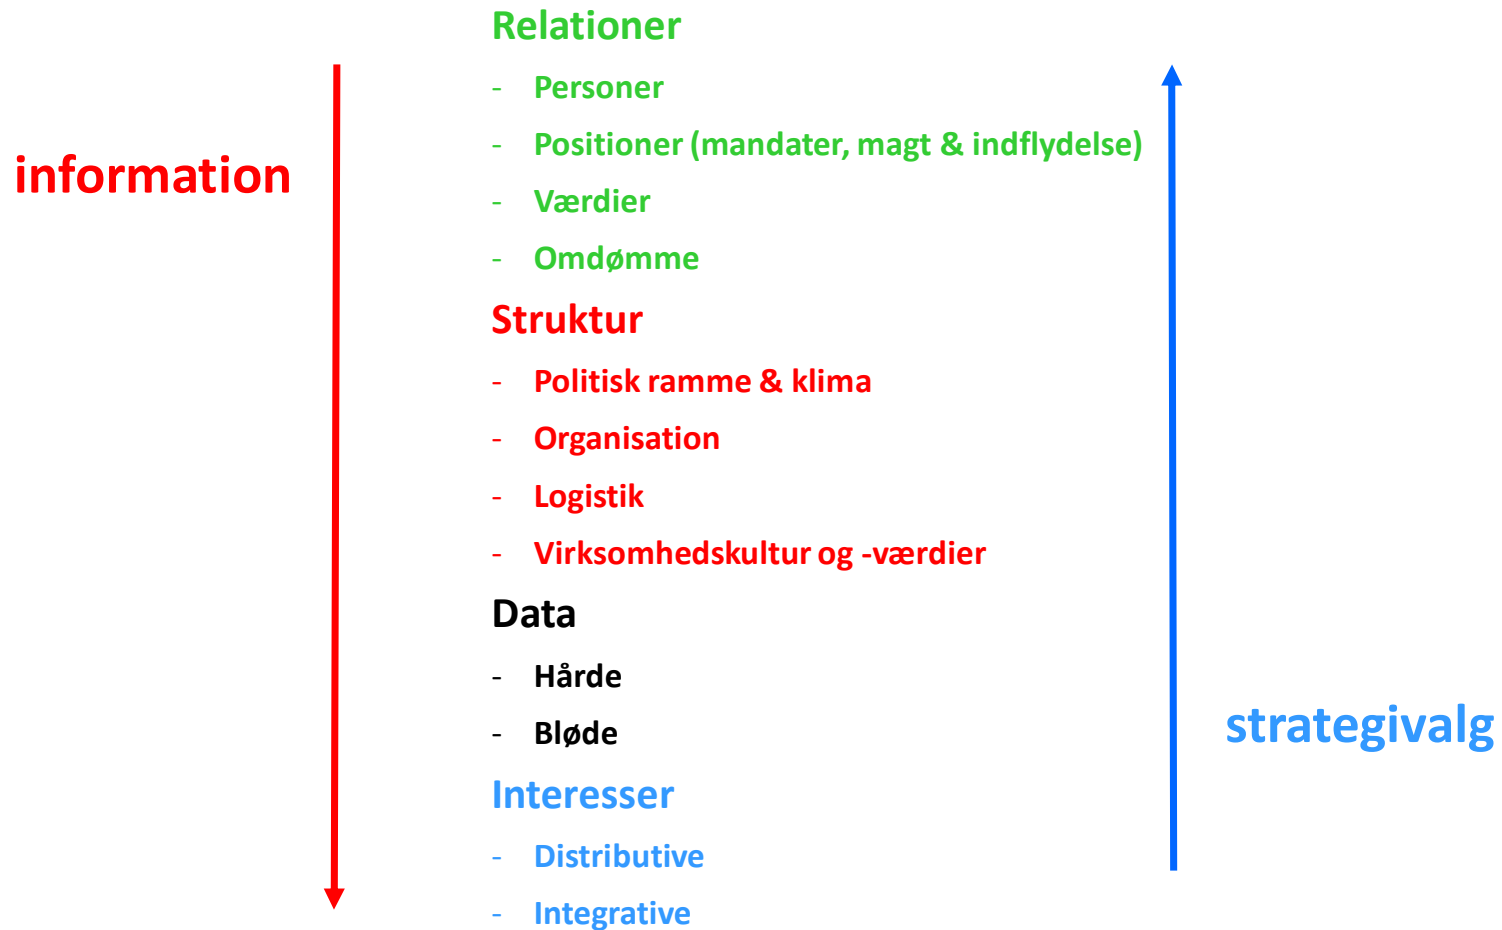 Relationer
- Personer
- Positioner (mandater, magt & indflydelse)
information
- Værdier
- Omdømme
Struktur
- Politisk ramme & klima
- Organisation
- Logistik
- Virksomhedskultur og -værdier
Data
- Hårde
- Bløde
strategivalg
Interesser
- Distributive
- Integrative